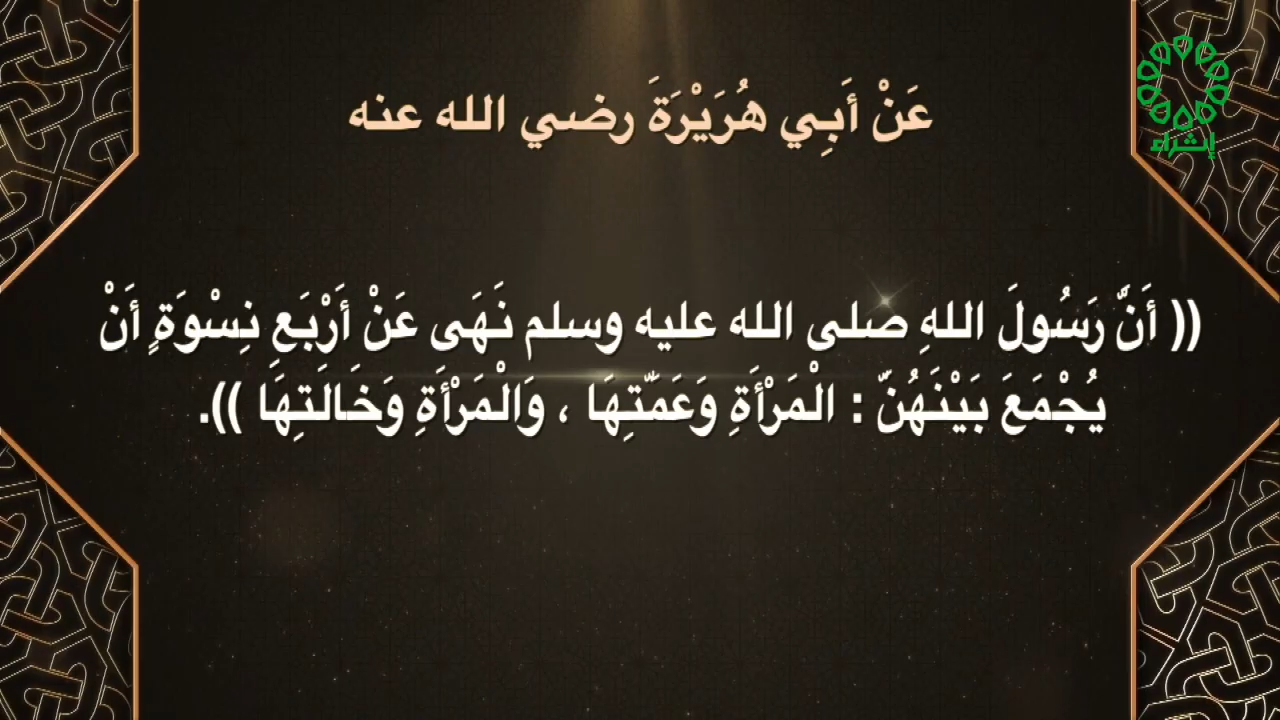 عَنْ أَبِي هُرَيْرَةَ رضي الله عنه
إثراء
(( أَنَّ رَسُولَ اللهِ صلى الله عليه وسلم نَهَى عَنْ أَرْبَعِ نِسْوَةٍ أَنْ
يُجْمَعَ بَيْنَهُنَّ : الْمَرْأَةِ وَعَمَّتِهَا ، وَالْمَرْأَةِ وَخَالَتِهَا )).